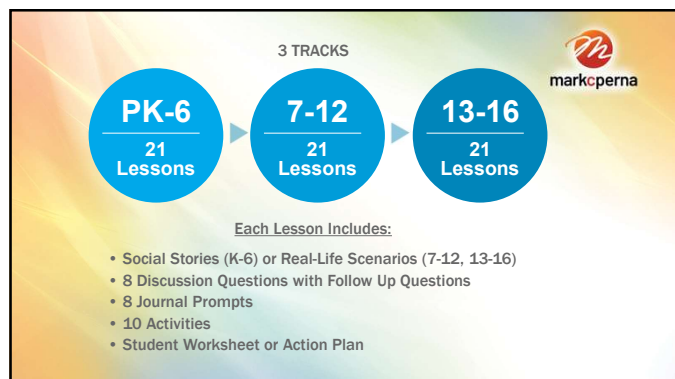 3 TRACKS
markcperna
PK-6
21
Lessons
7-12
21
Lessons
13-16
21
Lessons
Each Lesson Includes:
• Social Stories (K-6) or Real-Life Scenarios (7-12, 13-16)
• 8 Discussion Questions with Follow Up Questions
• 8 Journal Prompts
• 10 Activities
• Student Worksheet or Action Plan